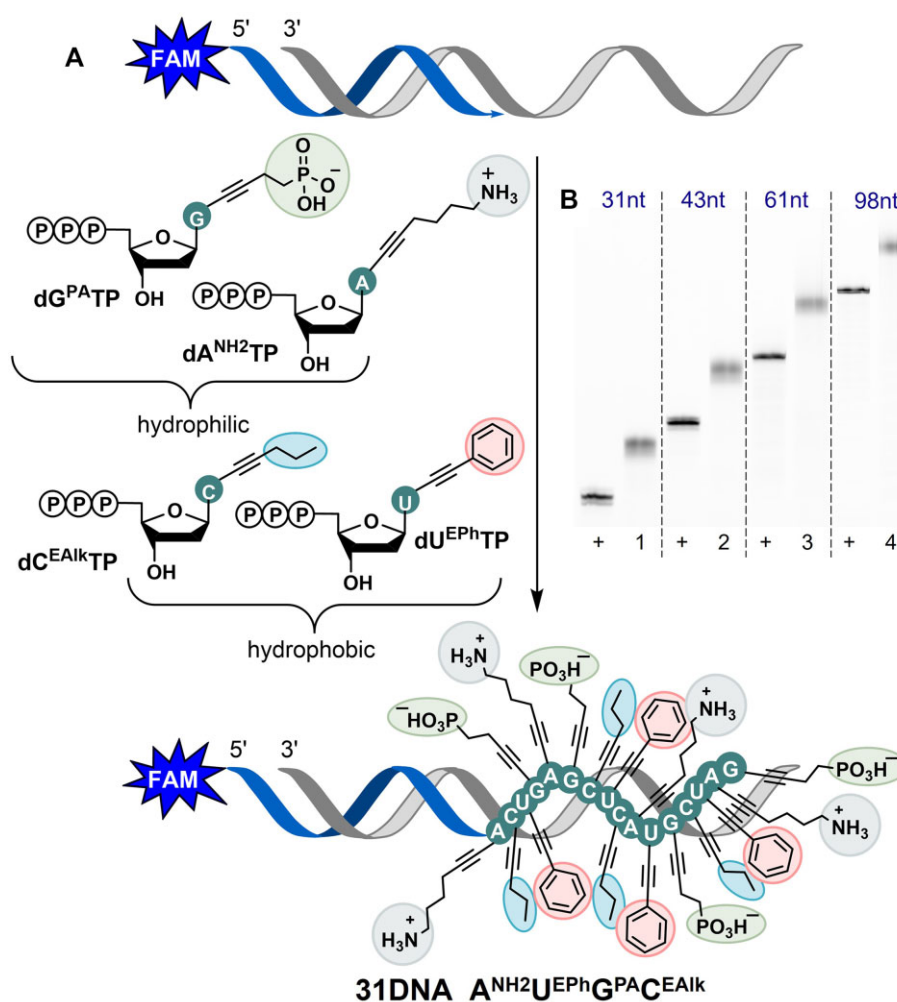 A
5' 3'
FAM
O
P O⁻
OH
G
+
NH₃
P P P
O
OH
dG^PA TP
A
P P P
O
OH
dA^NH2 TP
hydrophilic
C
P P P
O
OH
dC^EAlk TP
U
P P P
O
OH
dU^EPh TP
hydrophobic
B
31nt 43nt 61nt 98nt
+ 1 + 2 + 3 + 4
5' 3'
FAM
H₃N⁺
PO₃H⁻
⁻HO₃P
⁺NH₃
PO₃H⁻
A C U G A G C U C A U G C U A G
⁺NH₃
PO₃H⁻
H₃N⁺
31DNA A^NH2 U^EPh G^PA C^EAlk